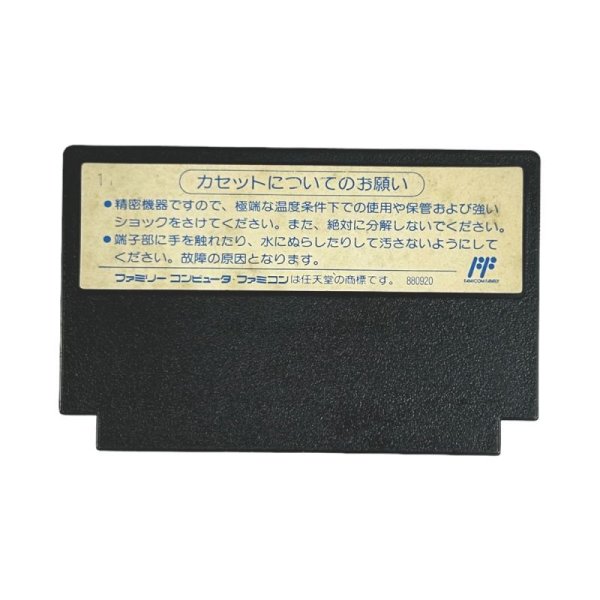 1
カセットについてのお願い
●精密機器ですので、極端な温度条件下での使用や保管および強い
ショックをさけてください。また、絶対に分解しないでください。
●端子部に手を触れたり、水にぬらしたりして汚さないようにして
ください。故障の原因となります。
ファミリーコンピュータ・ファミコンは任天堂の商標です。 880920
FF
FAMICOM FAMILY